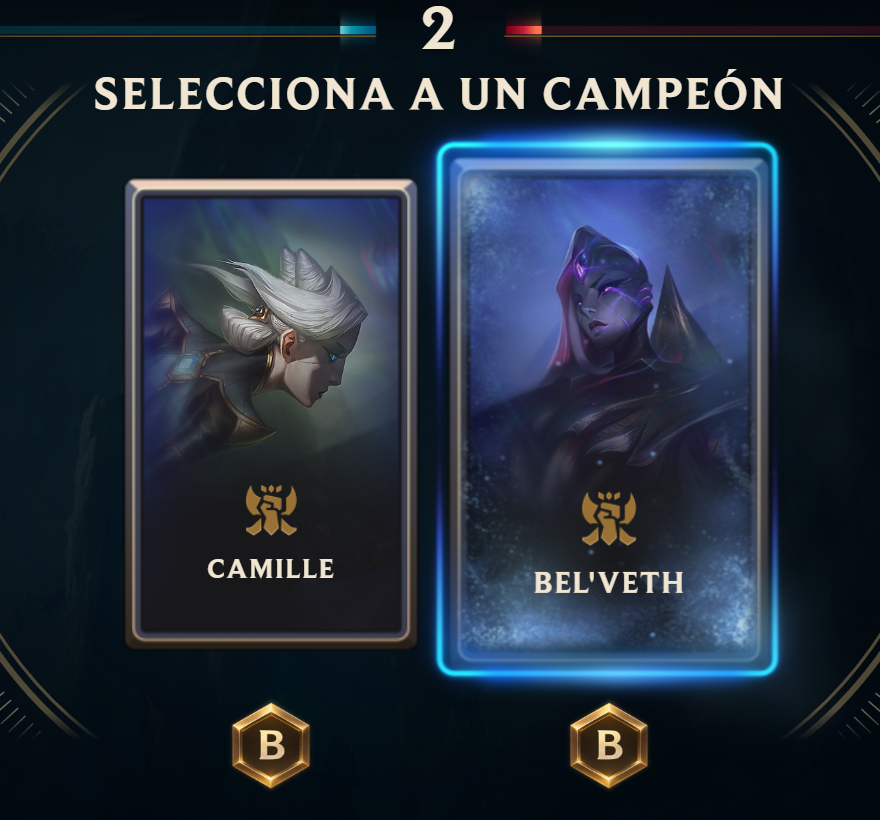 2
SELECCIONA A UN CAMPEÓN
CAMILLE
BEL'VETH
B
B